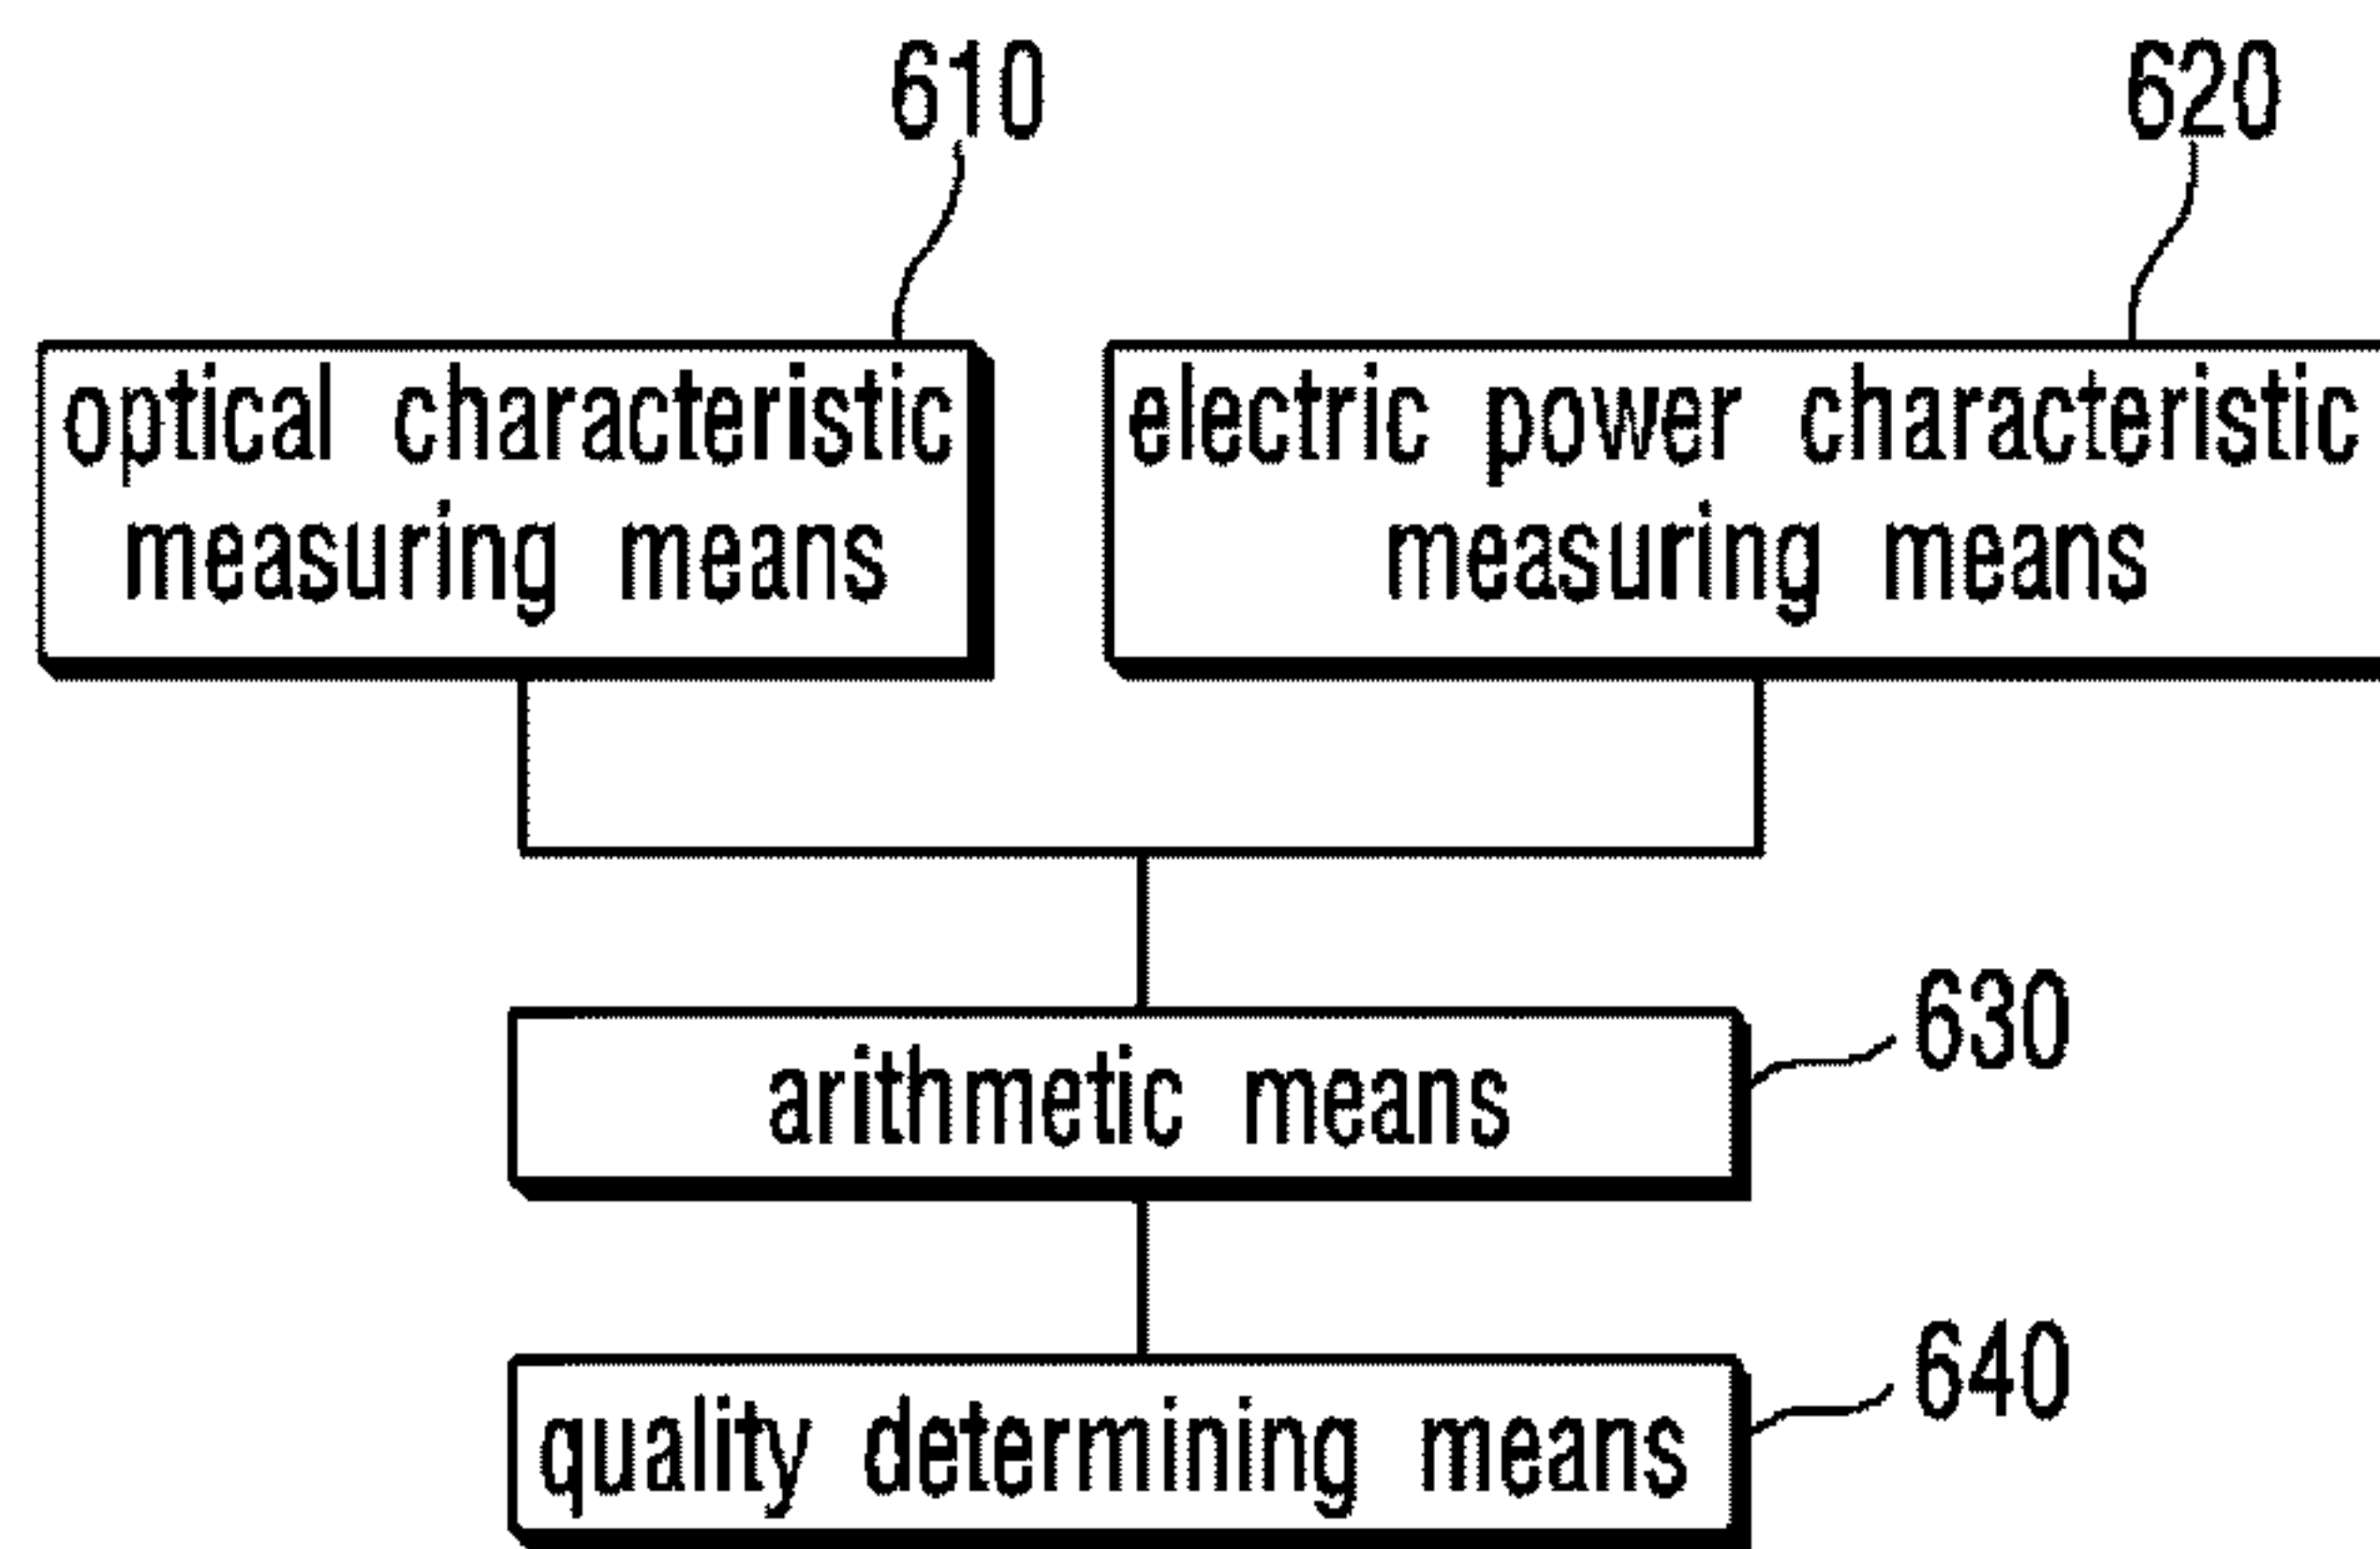 610
620
optical characteristic
measuring means
electric power characteristic
measuring means
630
arithmetic means
640
quality determining means